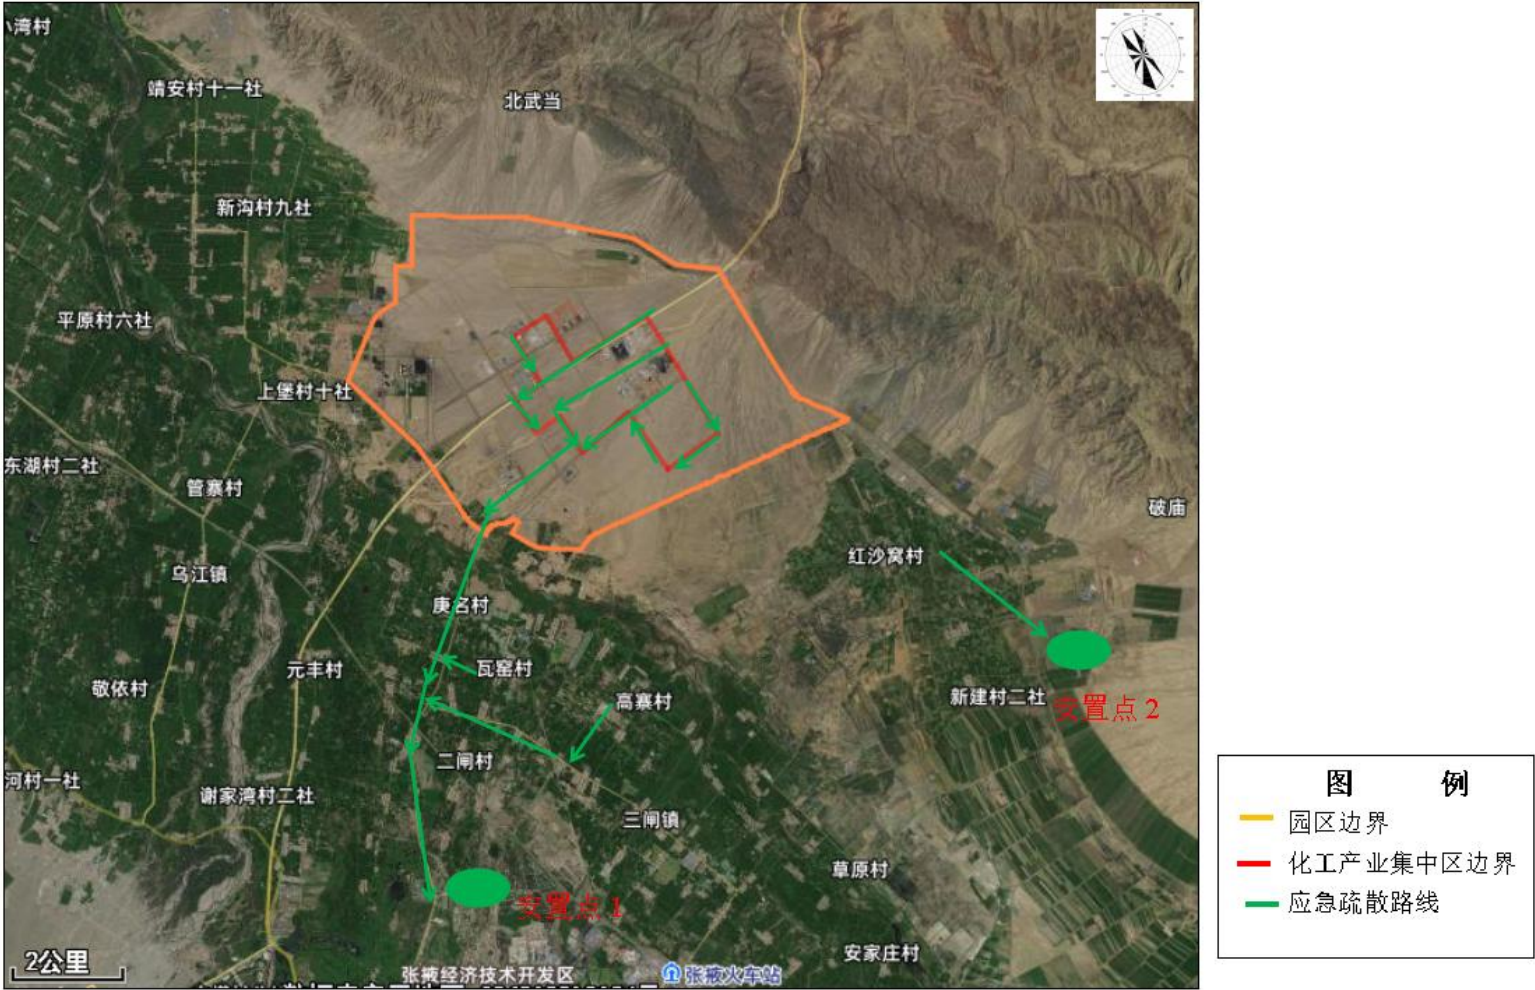 小湾村
靖安村十一社
北武当
新沟村九社
平原村六社
上堡村十社
东湖村二社
管寨村
破庙
红沙窝村
乌江镇
庚名村
元丰村
瓦窑村
敬依村
高寨村
新建村二社
安置点 2
二闸村
河村一社
谢家湾村二社
三闸镇
草原村
安置点 1
安家庄村
2公里
张掖经济技术开发区
张掖火车站
图 例
园区边界
化工产业集中区边界
应急疏散路线